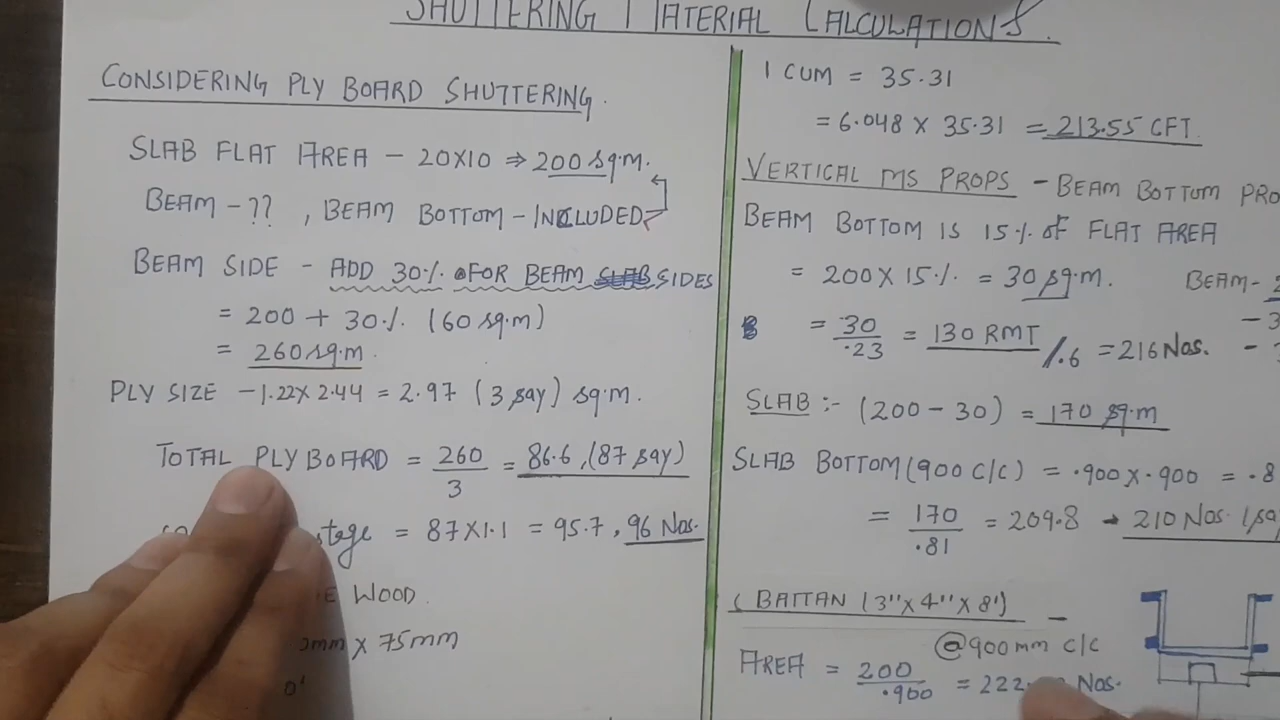 SHUTTERING MATERIAL CALCULATIONS.
CONSIDERING PLY BOARD SHUTTERING.
SLAB FLAT AREA - 20X10 ⇒ 200 sq.m.
BEAM - ?? , BEAM BOTTOM - INCLUDED
BEAM SIDE - ADD 30% FOR BEAM SLAB SIDES
= 200 + 30% (60 sq.m)
= 260 sq.m.
PLY SIZE - 1.22 X 2.44 = 2.97 (3 say) sq.m.
TOTAL PLY BOARD = 260/3 = 86.6, (87 say)
= 87 X 1.1 = 95.7, 96 Nos.
WOOD.
mm X 75mm
0'
1 CUM = 35.31
= 6.048 X 35.31 = 213.55 CFT.
VERTICAL MS PROPS - BEAM BOTTOM PRO
BEAM BOTTOM IS 15% of FLAT AREA
= 200 X 15% = 30 sq.m.
BEAM -
= 30/.23 = 130 RMT /.6 = 216 Nos.
SLAB :- (200 - 30) = 170 sq.m
SLAB BOTTOM (900 C/C) = .900 X .900 = .8
= 170/.81 = 209.8 → 210 Nos.
BATTAN (3" X 4" X 8') -
@900 mm C/C
AREA = 200/.900 = 222. Nos.